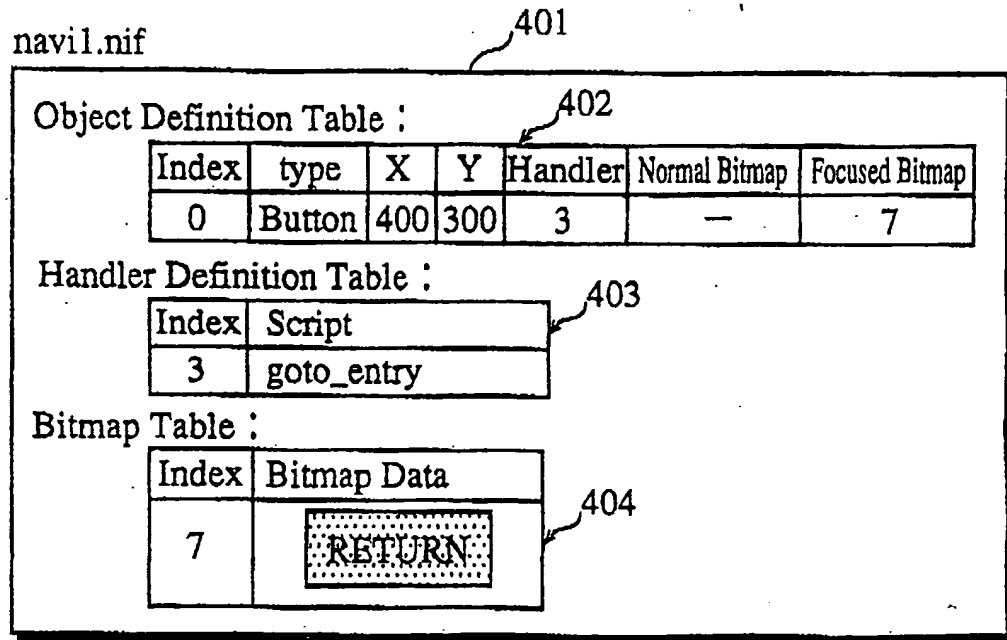 401
navi1.nif
Object Definition Table :
402
Index type X Y Handler Normal Bitmap Focused Bitmap
0 Button 400 300 3 — 7
Handler Definition Table :
403
Index Script
3 goto_entry
Bitmap Table :
Index Bitmap Data
404
7 RETURN